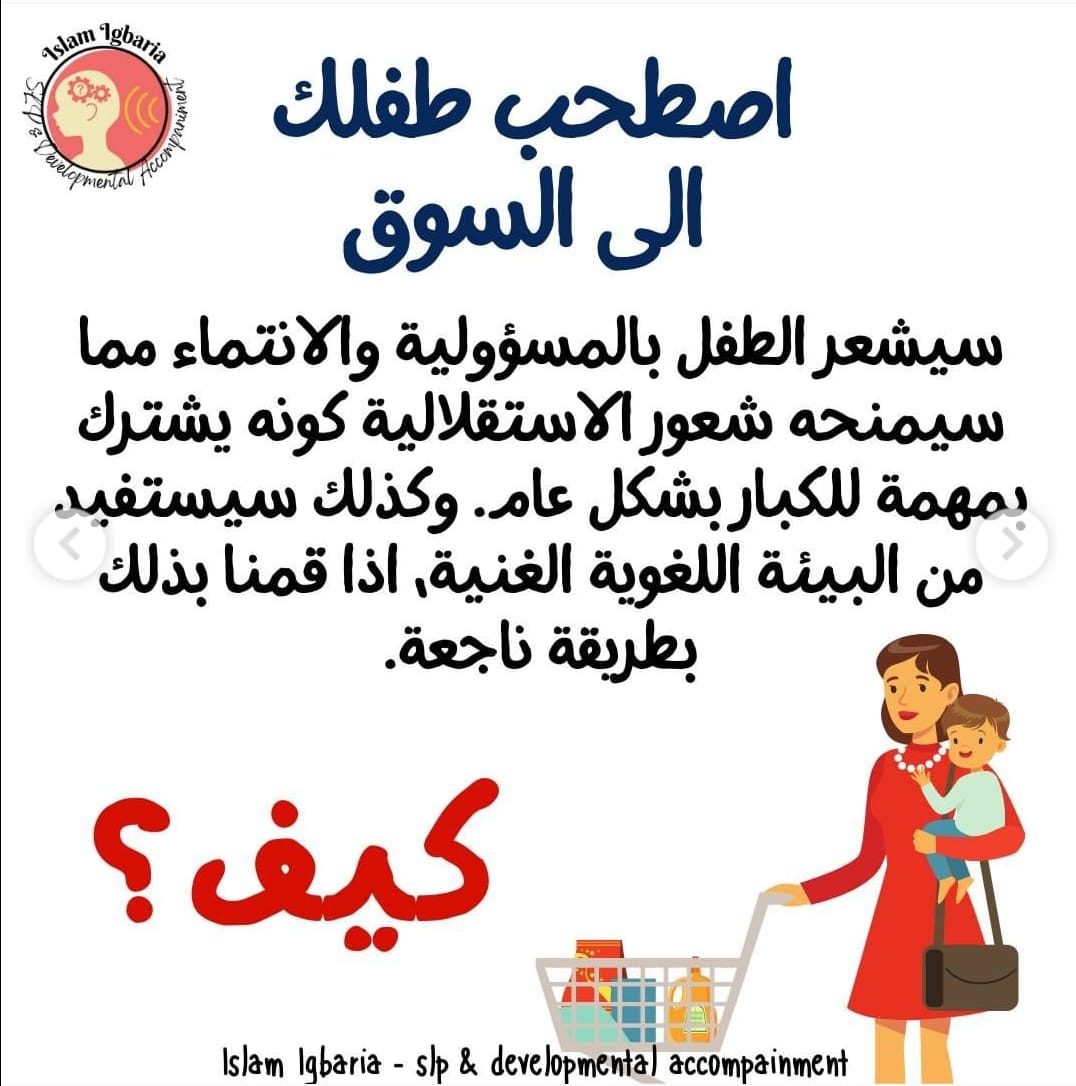 Islam Igbaria
SLP & Developmental Accompaniment
اصطحب طفلك
الى السوق
سيشعر الطفل بالمسؤولية والانتماء مما
سيمنحه شعور الاستقلالية كونه يشترك
بمهمة للكبار بشكل عام. وكذلك سيستفيد
من البيئة اللغوية الغنية, اذا قمنا بذلك
بطريقة ناجعة.
كيف؟
Islam Igbaria - slp & developmental accompainment